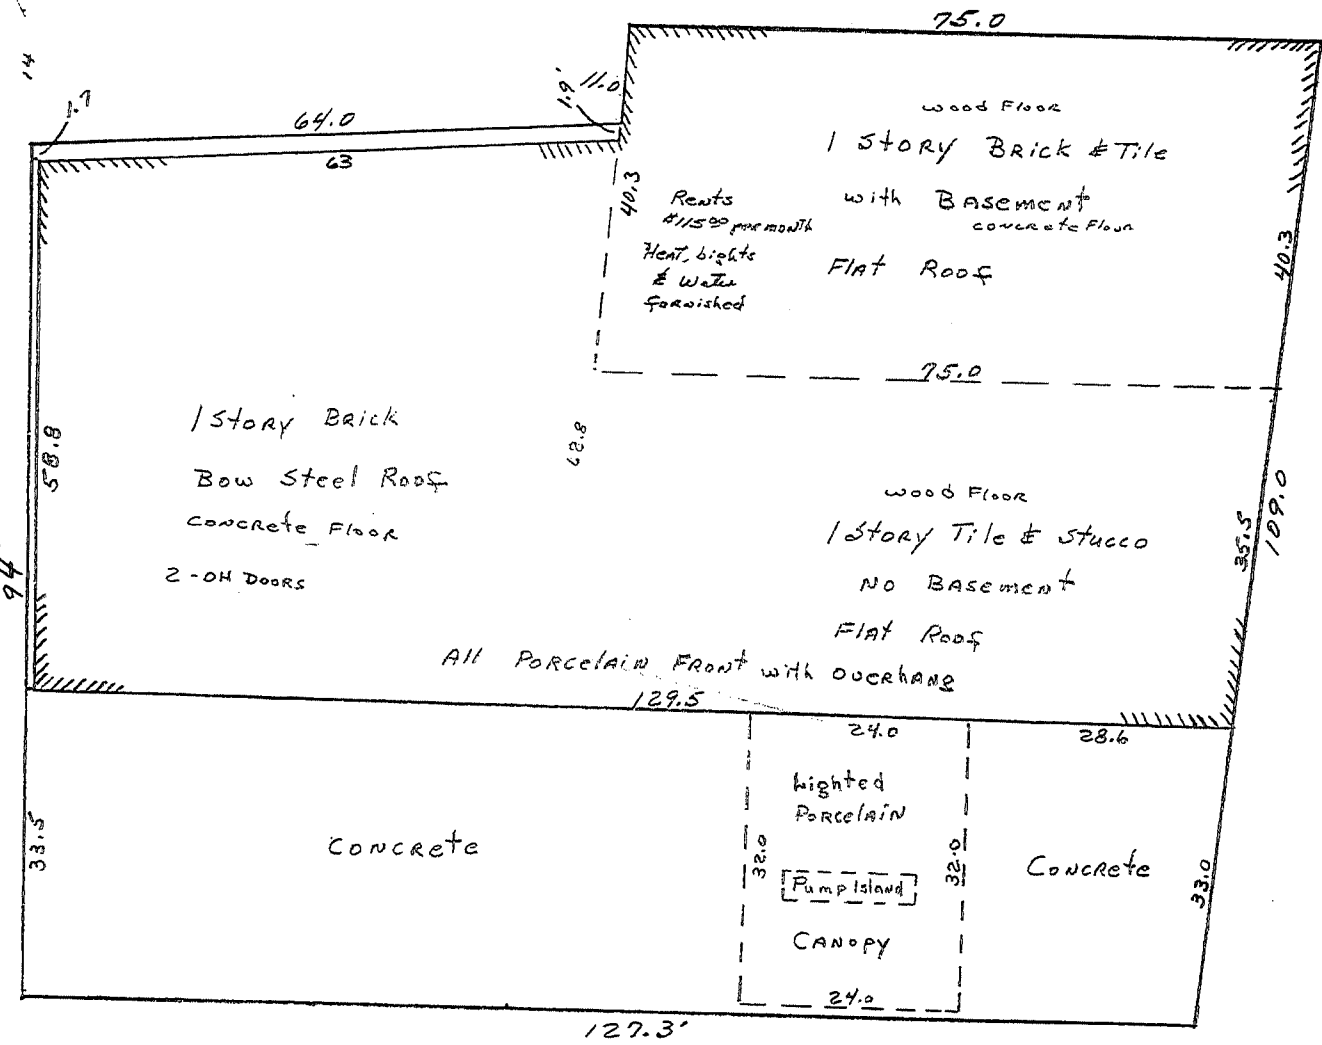 75.0
14
1.7
64.0
1.9'
11.0
63
wood Floor
1 Story Brick & Tile
with Basement
concrete Floor
Flat Roof
40.3
Rents
$115.00 per month
Heat, Lights
& Water
furnished
40.3
75.0
1 Story Brick
Bow Steel Roof
Concrete Floor
2-OH Doors
58.8
62.8
94
wood Floor
1 Story Tile & Stucco
No Basement
Flat Roof
35.5
109.0
All Porcelain Front with overhang
129.5
24.0
28.6
Lighted
Porcelain
Pump Island
Canopy
32.0
32.0
24.0
Concrete
33.5
Concrete
33.0
127.3'